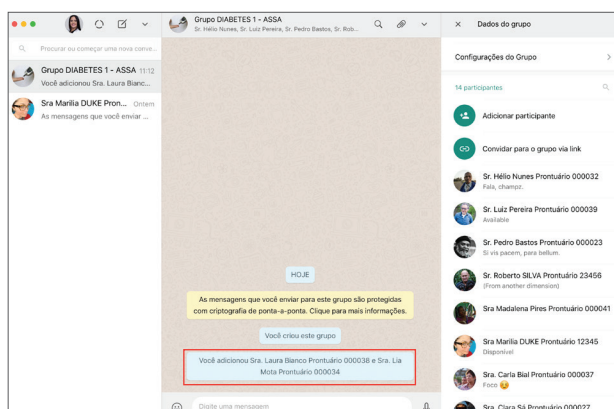 Grupo DIABETES 1 - ASSA
Sr. Hélio Nunes, Sr. Luiz Pereira, Sr. Pedro Bastos, Sr. Rob...
Dados do grupo
Procurar ou começar uma nova conve...
Grupo DIABETES 1 - ASSA 11:12
Você adicionou Sra. Laura Bianc...
Sra Marilia DUKE Pron... Ontem
As mensagens que você enviar ...
HOJE
As mensagens que você enviar para este grupo são protegidas
com criptografia de ponta-a-ponta. Clique para mais informações.
Você criou este grupo
Você adicionou Sra. Laura Bianco Prontuário 000038 e Sra. Lia
Mota Prontuário 000034
Digite uma mensagem
Configurações do Grupo
14 participantes
Adicionar participante
Convidar para o grupo via link
Sr. Hélio Nunes Prontuário 000032
Fala, champz.
Sr. Luiz Pereira Prontuário 000039
Available
Sr. Pedro Bastos Prontuário 000023
Si vis pacem, para bellum.
Sr. Roberto SILVA Prontuário 23456
(From another dimension)
Sra Madalena Pires Prontuário 000041
Sra Marilia DUKE Prontuário 12345
Disponível
Sra. Carla Bial Prontuário 000037
Foco 😊
Sra. Clara Sá Prontuário 000027